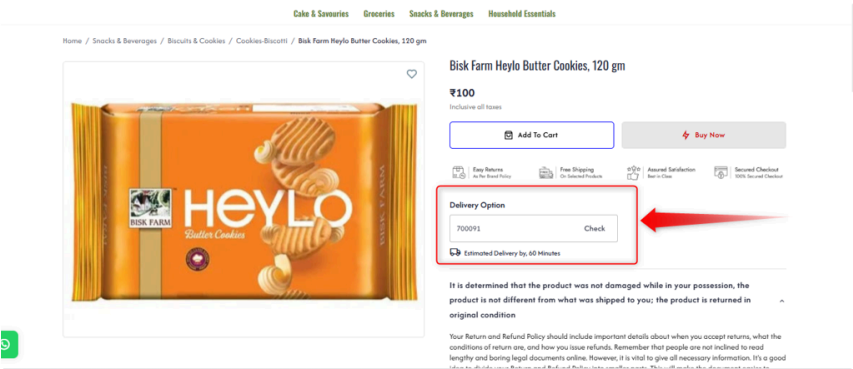 Cake & Savouries Groceries Snacks & Beverages Household Essentials
Home / Snacks & Beverages / Biscuits & Cookies / Cookies-Biscotti / Bisk Farm Heylo Butter Cookies, 120 gm
BISK FARM
HEYLO
Butter Cookies
BISK FARM
Bisk Farm Heylo Butter Cookies, 120 gm
₹100
Inclusive all taxes
Add To Cart
Buy Now
Easy Returns
As Per Brand Policy
Free Shipping
On Selected Products
Assured Satisfaction
Best in Class
Secured Checkout
100% Secured Checkout
Delivery Option
700091 Check
Estimated Delivery by, 60 Minutes
It is determined that the product was not damaged while in your possession, the
product is not different from what was shipped to you; the product is returned in
original condition
Your Return and Refund Policy should include important details about when you accept returns, what the
conditions of return are, and how you issue refunds. Remember that people are not inclined to read
lengthy and boring legal documents online. However, it is vital to give all necessary information. It's a good